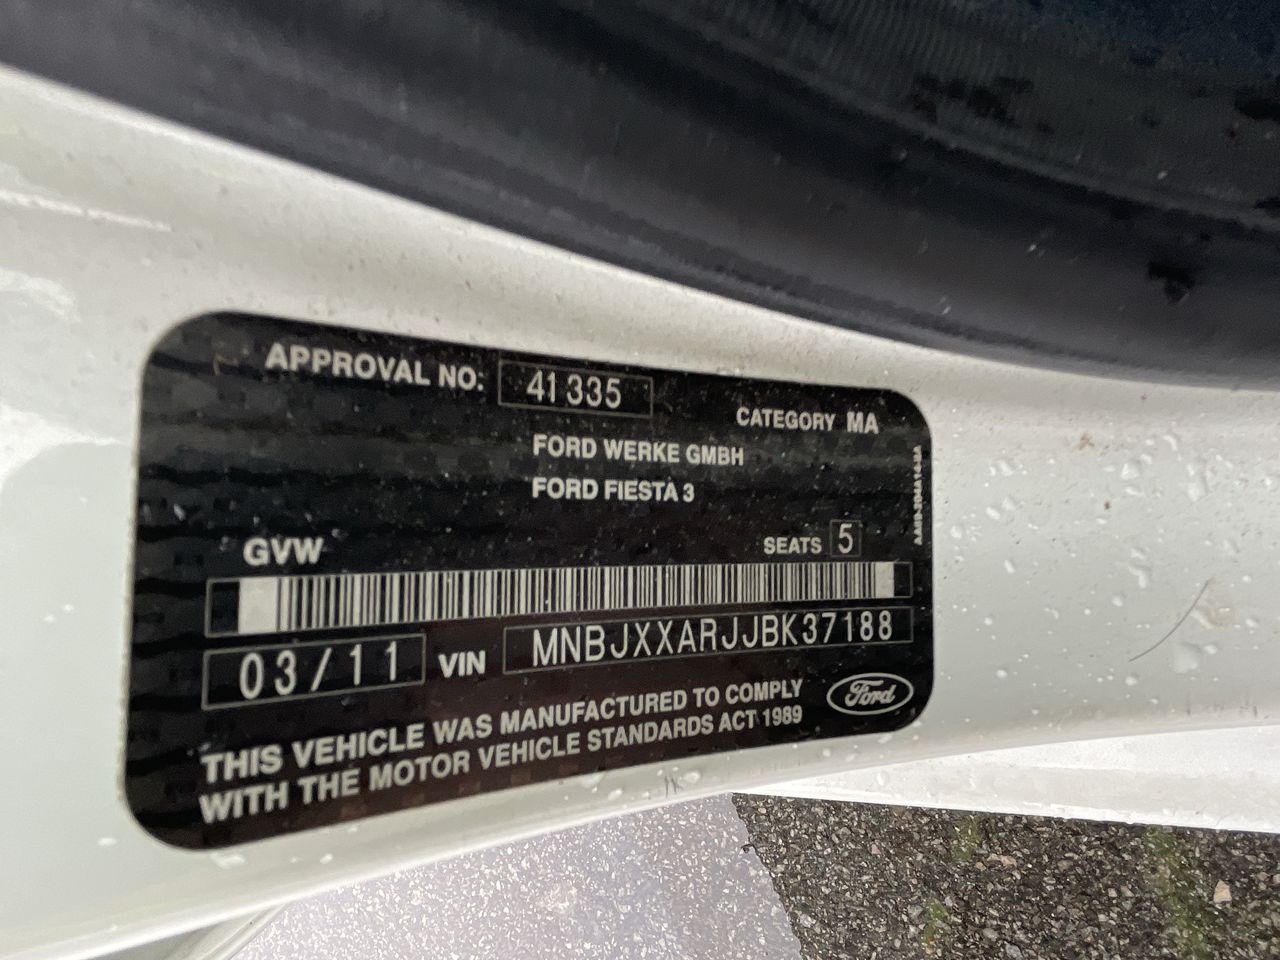 APPROVAL NO: 41335
CATEGORY MA
FORD WERKE GMBH
FORD FIESTA 3
GVW
SEATS 5
03/11 VIN MNBJXXARJJBK37188
THIS VEHICLE WAS MANUFACTURED TO COMPLY
WITH THE MOTOR VEHICLE STANDARDS ACT 1989
Ford